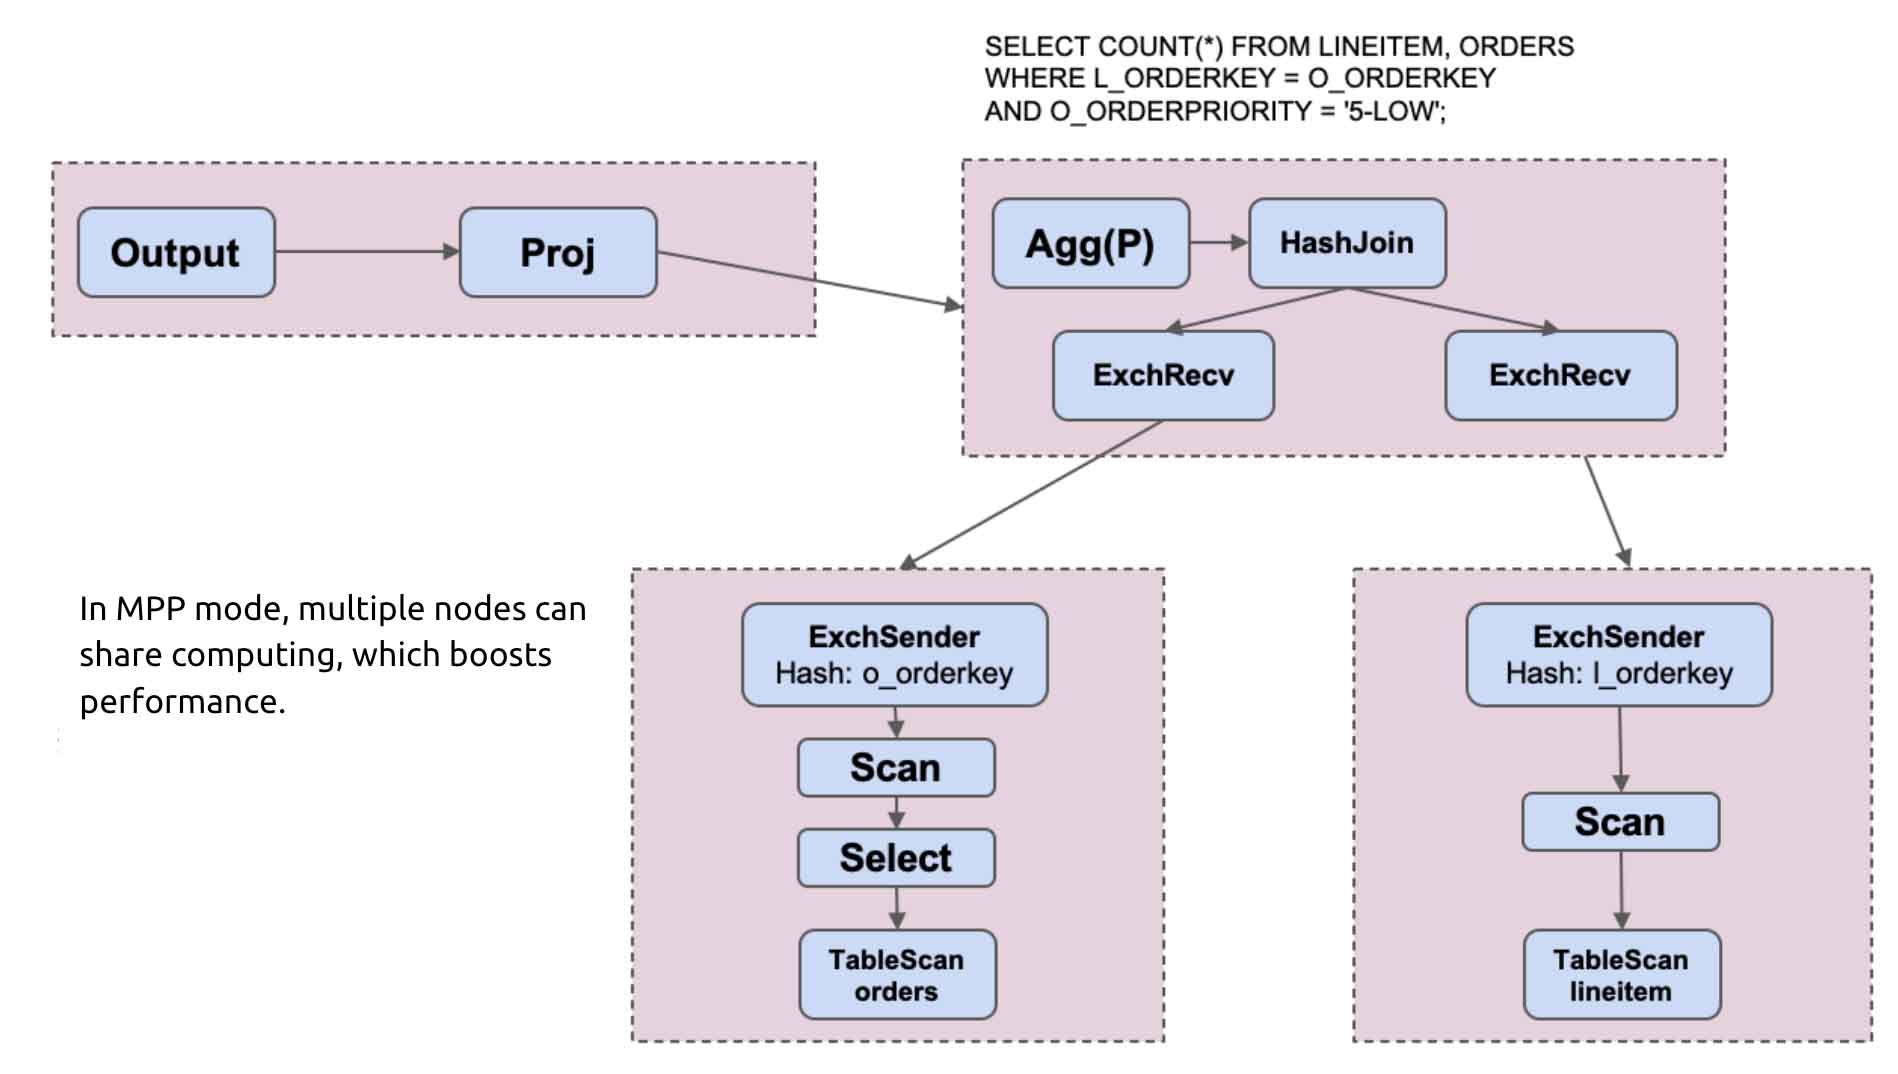 SELECT COUNT(*) FROM LINEITEM, ORDERS
WHERE L_ORDERKEY = O_ORDERKEY
AND O_ORDERPRIORITY = '5-LOW';
Output
Proj
Agg(P)
HashJoin
ExchRecv
ExchRecv
In MPP mode, multiple nodes can
share computing, which boosts
performance.
ExchSender
Hash: o_orderkey
Scan
Select
TableScan
orders
ExchSender
Hash: l_orderkey
Scan
TableScan
lineitem